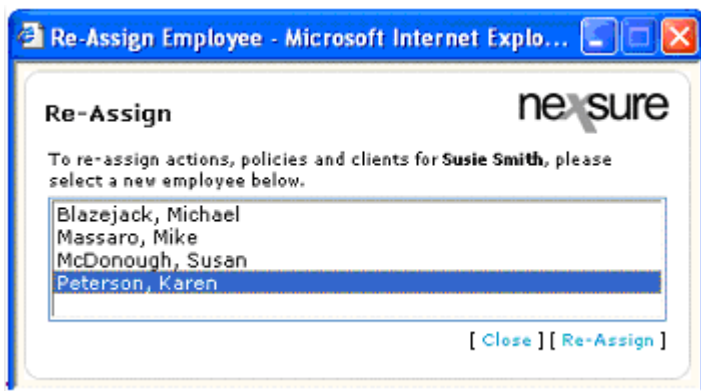 Re-Assign Employee - Microsoft Internet Explo...
nexsure
Re-Assign
To re-assign actions, policies and clients for Susie Smith, please
select a new employee below.
Blazejack, Michael
Massaro, Mike
McDonough, Susan
Peterson, Karen
[ Close ] [ Re-Assign ]